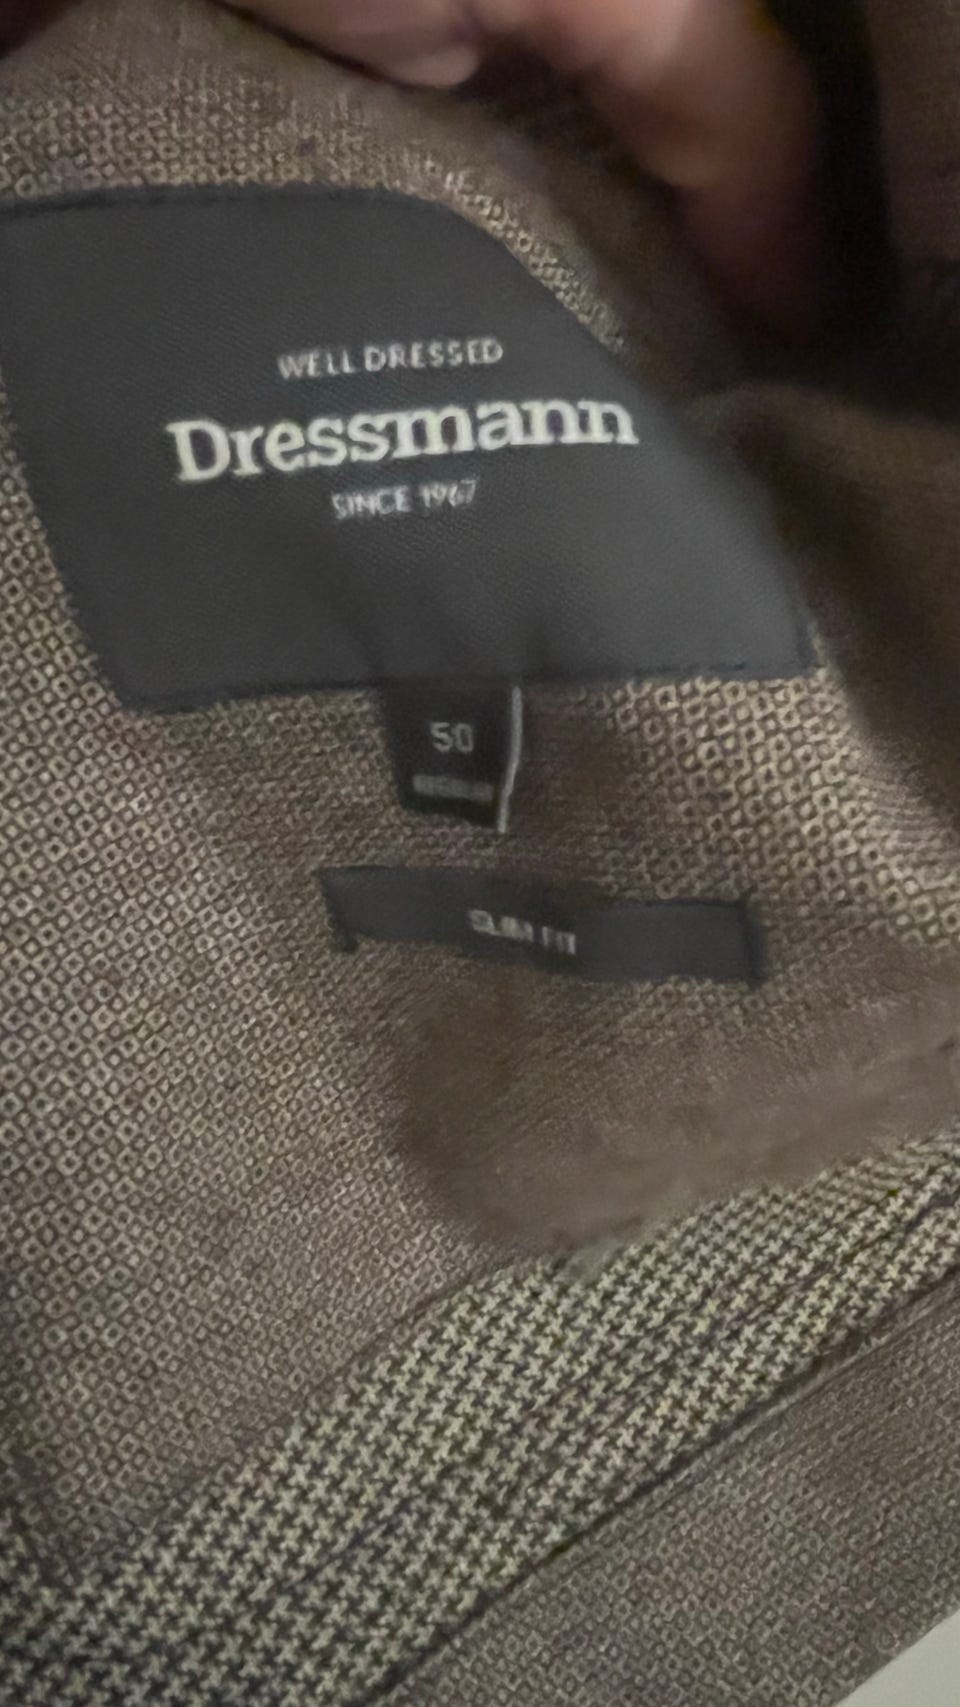 WELL DRESSED
Dressmann
SINCE 1967
50
SLIM FIT